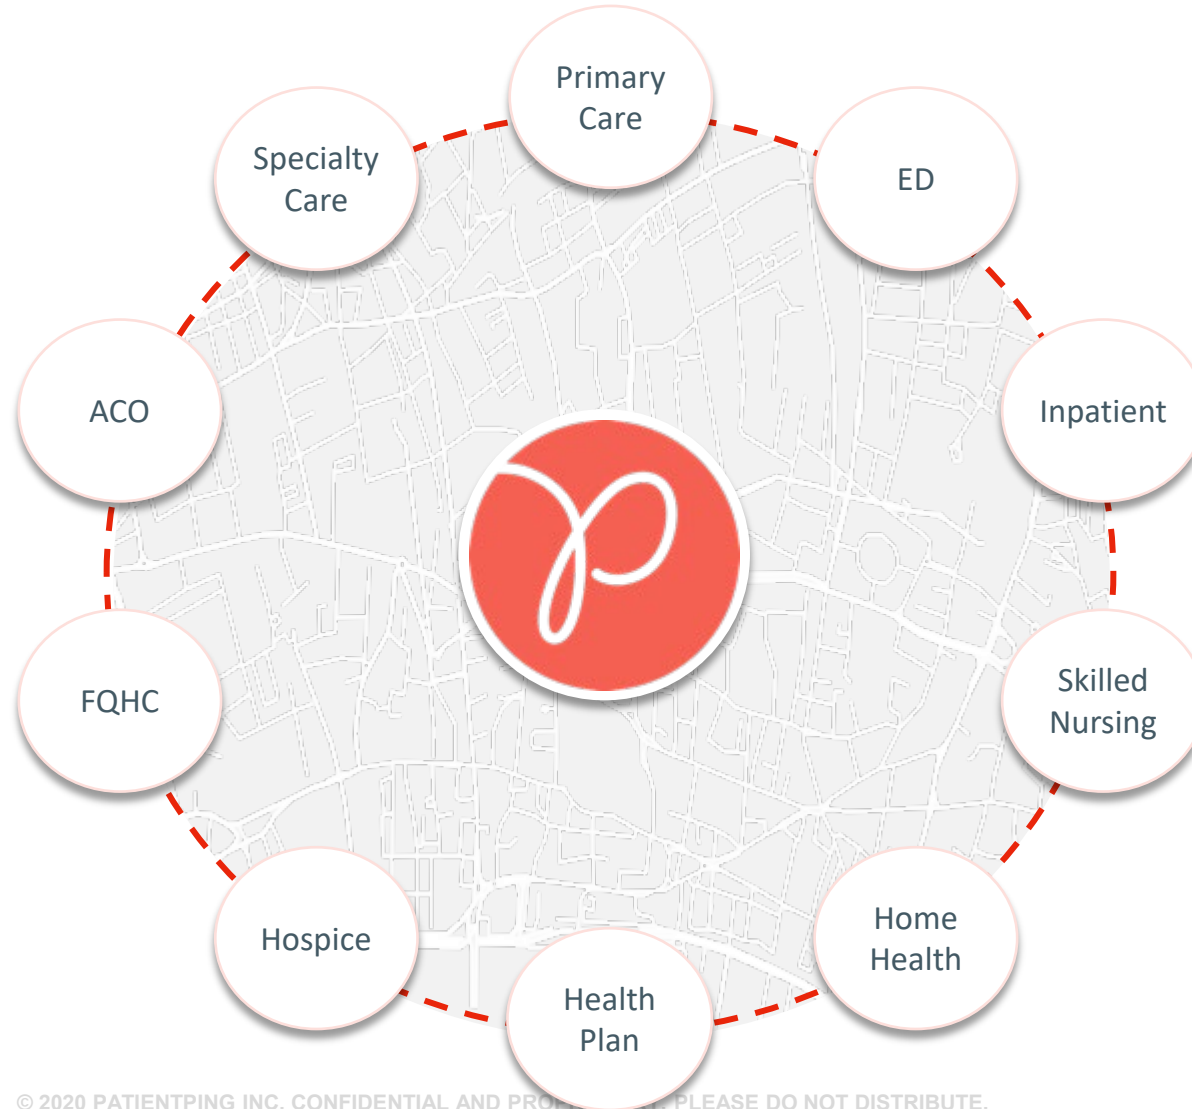 Primary
Care
Specialty
Care
ED
ACO
Inpatient
FQHC
Skilled
Nursing
Hospice
Home
Health
Health
Plan
© 2020 PATIENTPING INC. CONFIDENTIAL AND PLEASE DO NOT DISTRIBUTE.